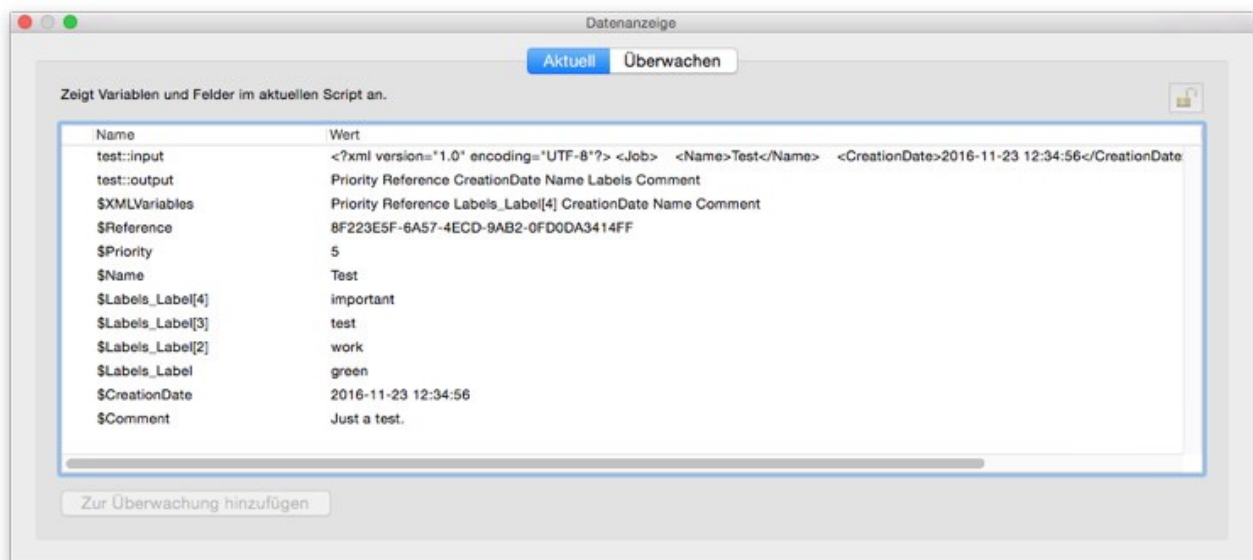 Datenanzeige
Aktuell Überwachen
Zeigt Variablen und Felder im aktuellen Script an.
Name Wert
test::input <?xml version="1.0" encoding="UTF-8"?> <Job> <Name>Test</Name> <CreationDate>2016-11-23 12:34:56</CreationDate
test::output Priority Reference CreationDate Name Labels Comment
$XMLVariables Priority Reference Labels_Label[4] CreationDate Name Comment
$Reference 8F223E5F-6A57-4ECD-9AB2-0FD0DA3414FF
$Priority 5
$Name Test
$Labels_Label[4] important
$Labels_Label[3] test
$Labels_Label[2] work
$Labels_Label green
$CreationDate 2016-11-23 12:34:56
$Comment Just a test.
Zur Überwachung hinzufügen